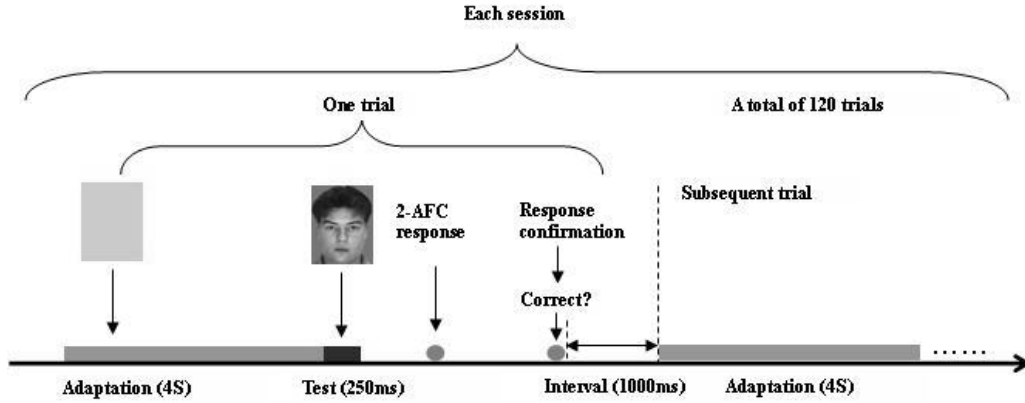 Each session
One trial
A total of 120 trials
Subsequent trial
2-AFC
response
Response
confirmation
Correct?
Adaptation (4S)
Test (250ms)
Interval (1000ms)
Adaptation (4S)